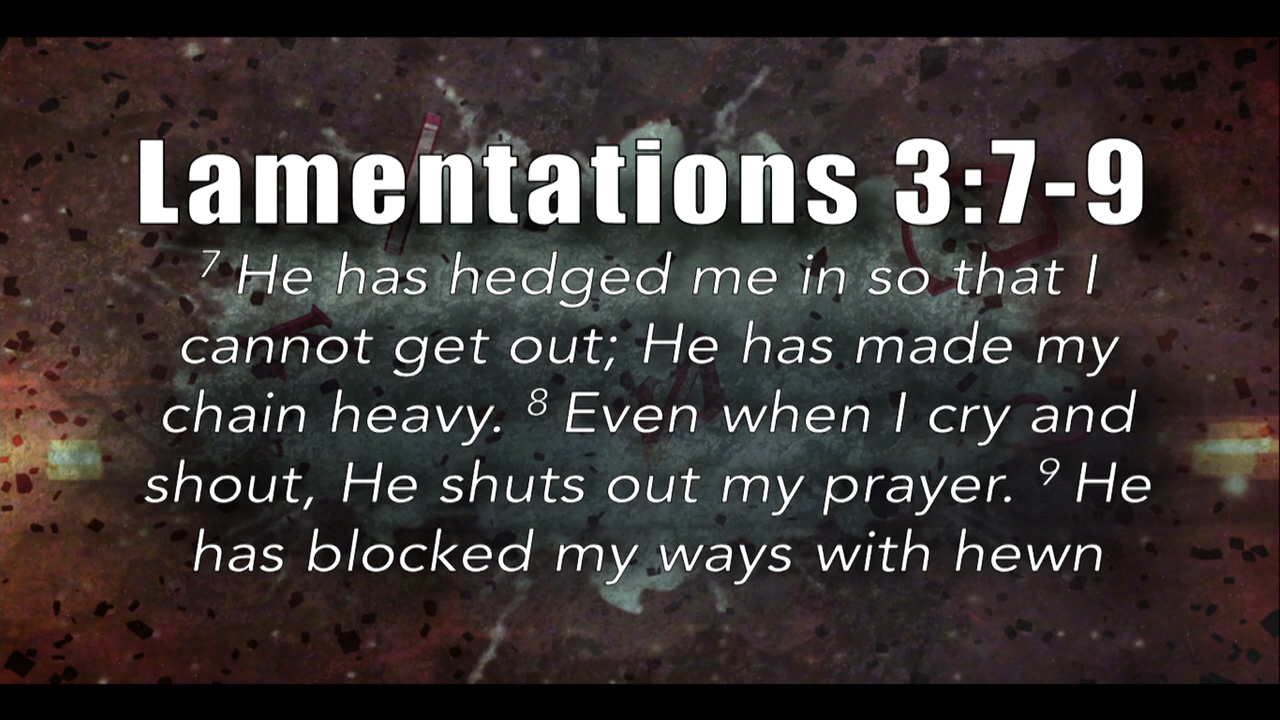 Lamentations 3:7-9
⁷ He has hedged me in so that I
cannot get out; He has made my
chain heavy. ⁸ Even when I cry and
shout, He shuts out my prayer. ⁹ He
has blocked my ways with hewn